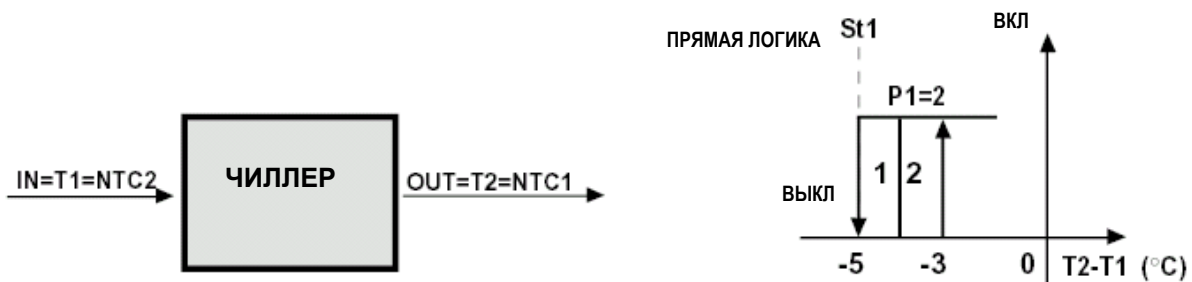 IN=T1=NTC2
ЧИЛЛЕР
OUT=T2=NTC1
ПРЯМАЯ ЛОГИКА
St1
ВКЛ
P1=2
1
2
ВЫКЛ
-5
-3
0
T2-T1 (°C)